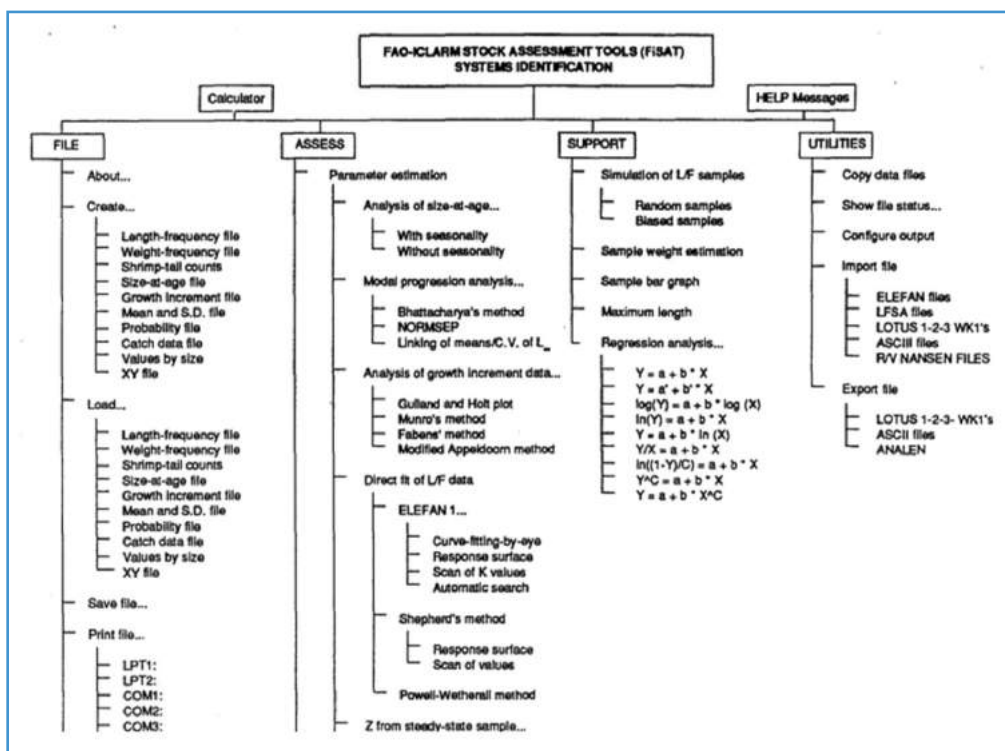 FAO-ICLARM STOCK ASSESSMENT TOOLS (FiSAT)
SYSTEMS IDENTIFICATION
Calculator
HELP Messages
FILE
About...
Create...
Length-frequency file
Weight-frequency file
Shrimp-tail counts
Size-at-age file
Growth increment file
Mean and S.D. file
Probability file
Catch data file
Values by size
XY file
Load...
Length-frequency file
Weight-frequency file
Shrimp-tail counts
Size-at-age file
Growth increment file
Mean and S.D. file
Probability file
Catch data file
Values by size
XY file
Save file...
Print file...
LPT1:
LPT2:
COM1:
COM2:
COM3:
ASSESS
Parameter estimation
Analysis of size-at-age...
With seasonality
Without seasonality
Modal progression analysis...
Bhattacharya's method
NORMSEP
Linking of means/C.V. of L∞
Analysis of growth increment data...
Gulland and Holt plot
Munro's method
Fabens' method
Modified Appeldoorn method
Direct fit of L/F data
ELEFAN 1...
Curve-fitting-by-eye
Response surface
Scan of K values
Automatic search
Shepherd's method
Response surface
Scan of values
Powell-Wetherall method
Z from steady-state sample...
SUPPORT
Simulation of L/F samples
Random samples
Biased samples
Sample weight estimation
Sample bar graph
Maximum length
Regression analysis...
Y = a + b * X
Y = a' + b' * X
log(Y) = a + b * log (X)
ln(Y) = a + b * X
Y = a + b * ln (X)
Y/X = a + b * X
ln((1-Y)/C) = a + b * X
Y^C = a + b * X
Y = a + b * X^C
UTILITIES
Copy data files
Show file status...
Configure output
Import file
ELEFAN files
LFSA files
LOTUS 1-2-3 WK1's
ASCIII files
R/V NANSEN FILES
Export file
LOTUS 1-2-3- WK1's
ASCII files
ANALEN